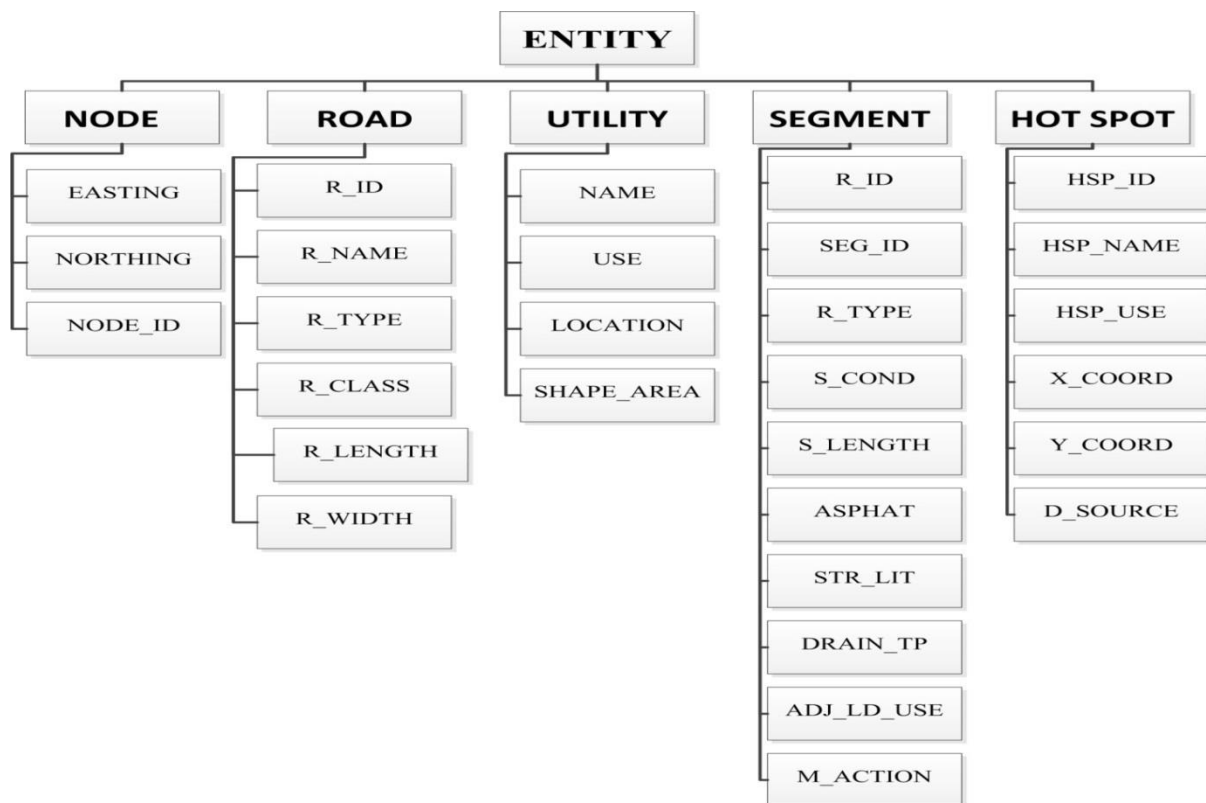 ENTITY
NODE
EASTING
NORTHING
NODE_ID
ROAD
R_ID
R_NAME
R_TYPE
R_CLASS
R_LENGTH
R_WIDTH
UTILITY
NAME
USE
LOCATION
SHAPE_AREA
SEGMENT
R_ID
SEG_ID
R_TYPE
S_COND
S_LENGTH
ASPHAT
STR_LIT
DRAIN_TP
ADJ_LD_USE
M_ACTION
HOT SPOT
HSP_ID
HSP_NAME
HSP_USE
X_COORD
Y_COORD
D_SOURCE